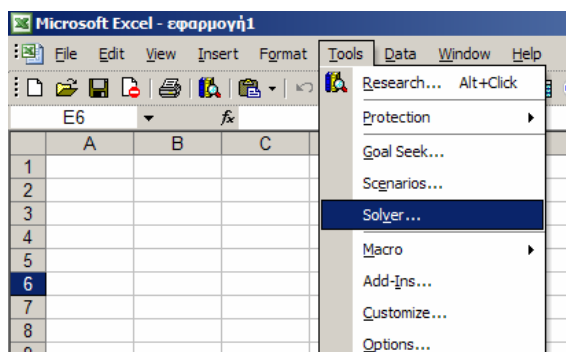 Microsoft Excel - εφαρμογή1
File Edit View Insert Format Tools Data Window Help
Research... Alt+Click
E6 fx Protection
A B C
Goal Seek...
1
Scenarios...
2
3 Solver...
4
Macro
5
6 Add-Ins...
7
Customize...
8
Options...